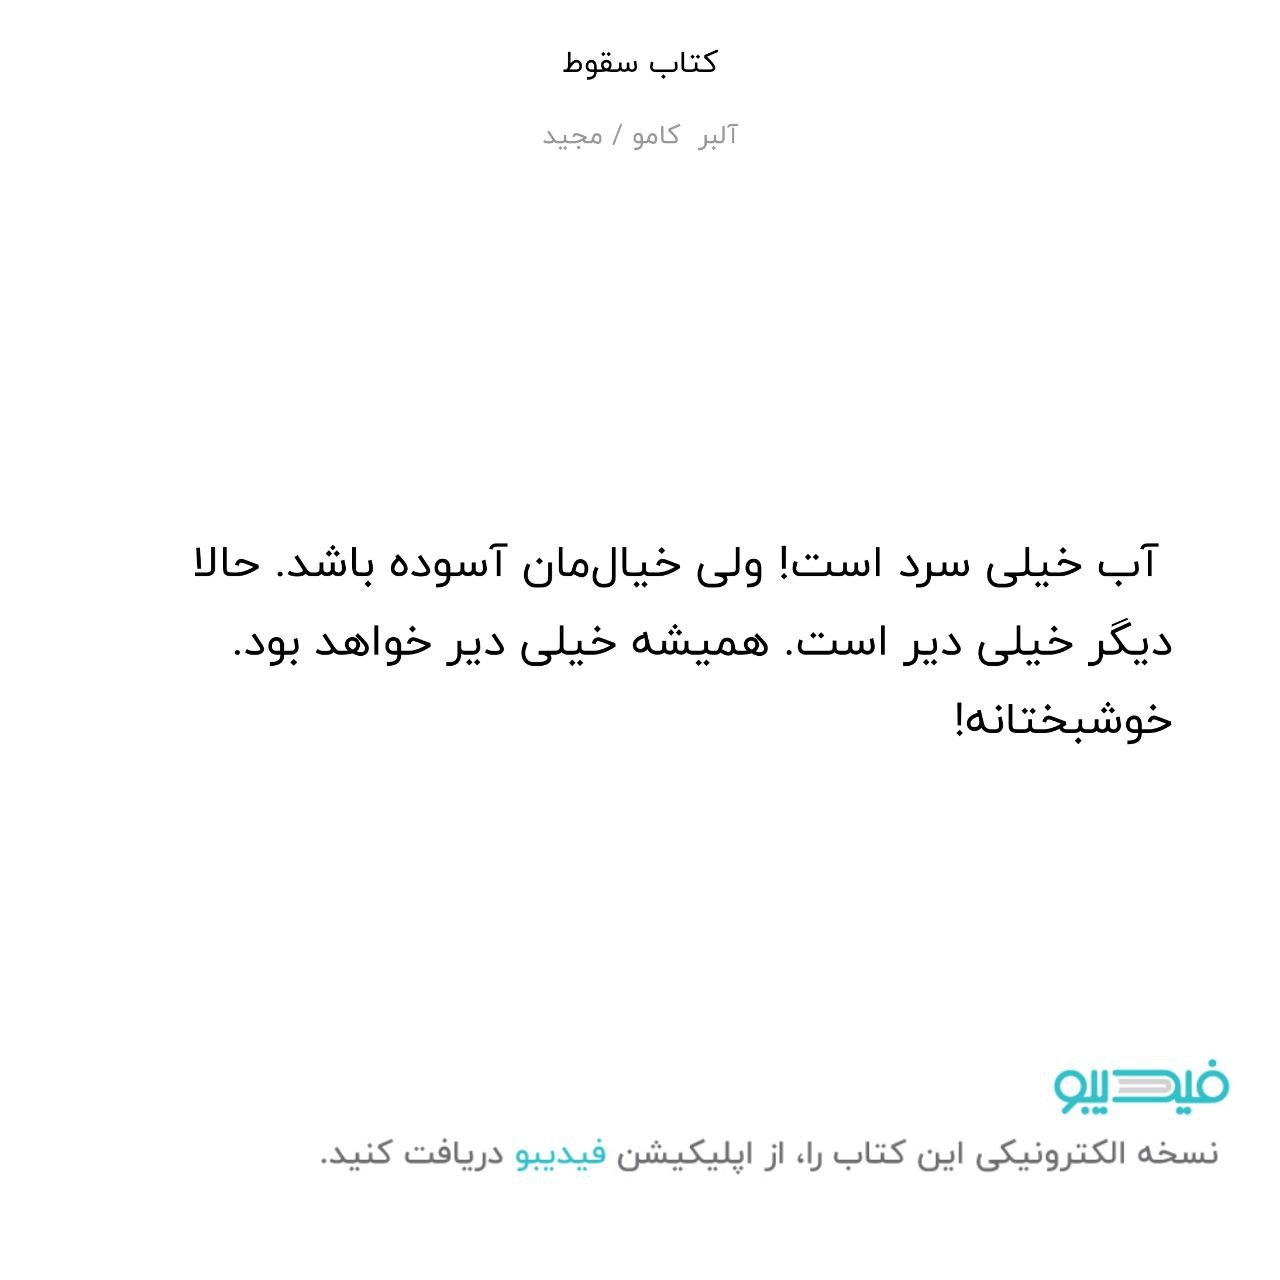 کتاب سقوط
آلبر کامو / مجید
آب خیلی سرد است! ولی خیال‌مان آسوده باشد. حالا
دیگر خیلی دیر است. همیشه خیلی دیر خواهد بود.
خوشبختانه!
فیدیبو
نسخه الکترونیکی این کتاب را، از اپلیکیشن فیدیبو دریافت کنید.